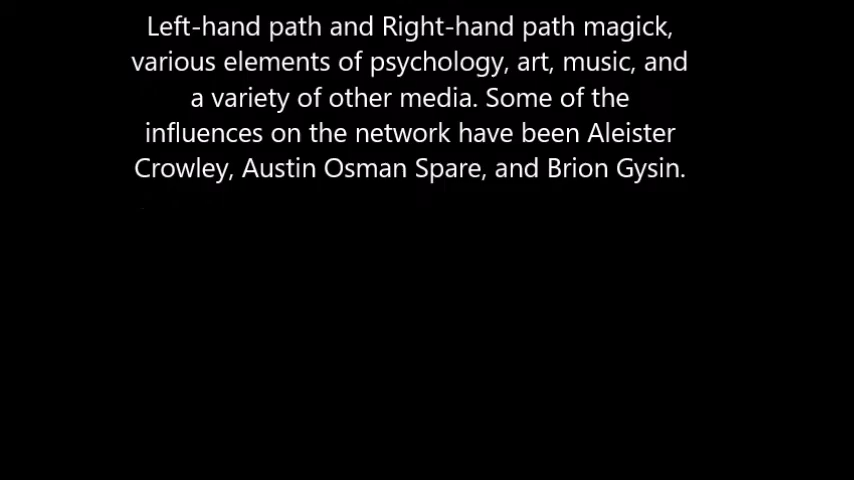 Left-hand path and Right-hand path magick,
various elements of psychology, art, music, and
a variety of other media. Some of the
influences on the network have been Aleister
Crowley, Austin Osman Spare, and Brion Gysin.